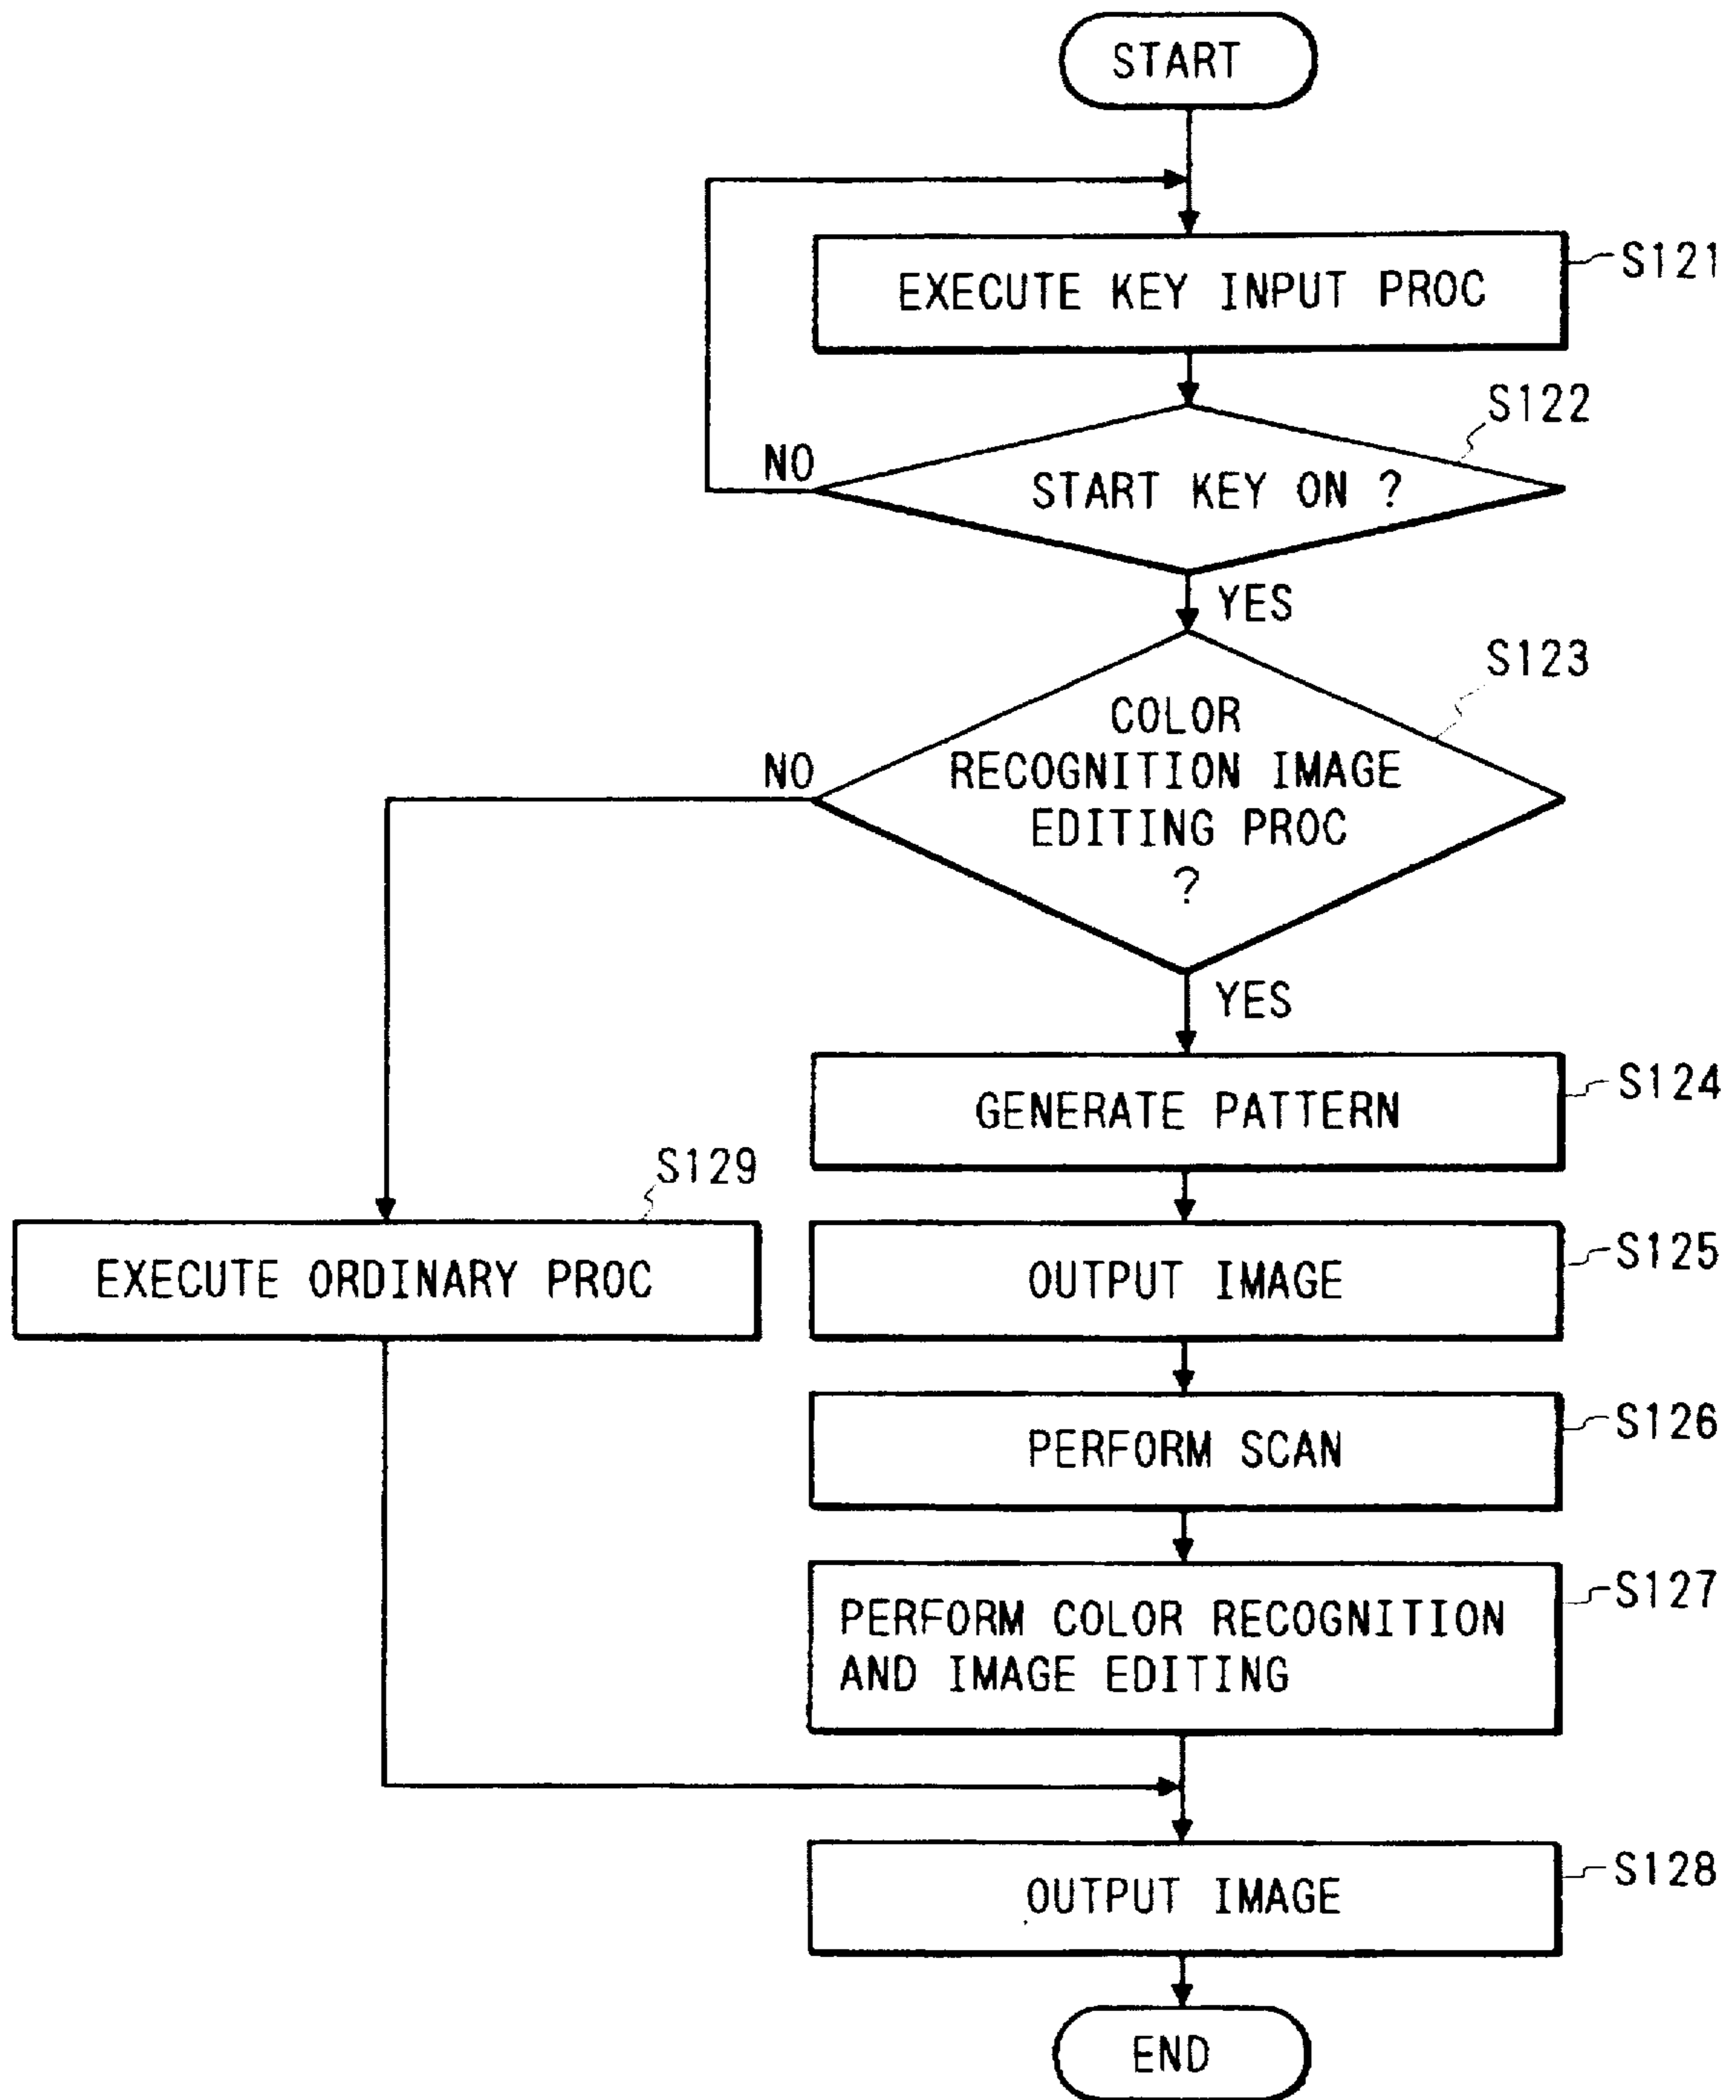 START
EXECUTE KEY INPUT PROC
S121
S122
NO
START KEY ON ?
YES
S123
COLOR
RECOGNITION IMAGE
EDITING PROC
?
NO
YES
GENERATE PATTERN
S124
S129
EXECUTE ORDINARY PROC
OUTPUT IMAGE
S125
PERFORM SCAN
S126
PERFORM COLOR RECOGNITION
AND IMAGE EDITING
S127
OUTPUT IMAGE
S128
END